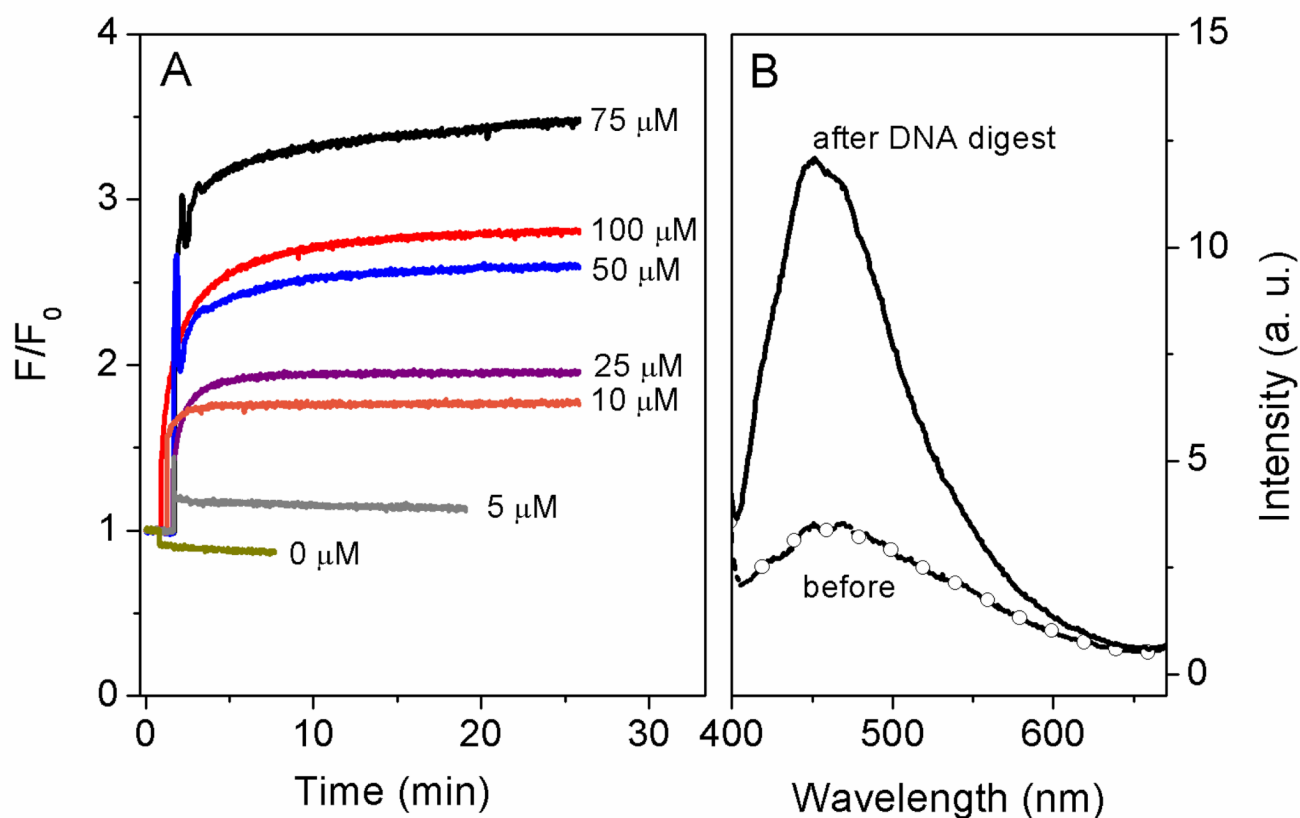 A
4
3
2
1
0
F/F0
75 μM
100 μM
50 μM
25 μM
10 μM
5 μM
0 μM
0
10
20
30
Time (min)
B
after DNA digest
before
15
10
5
0
Intensity (a. u.)
400
500
600
Wavelength (nm)